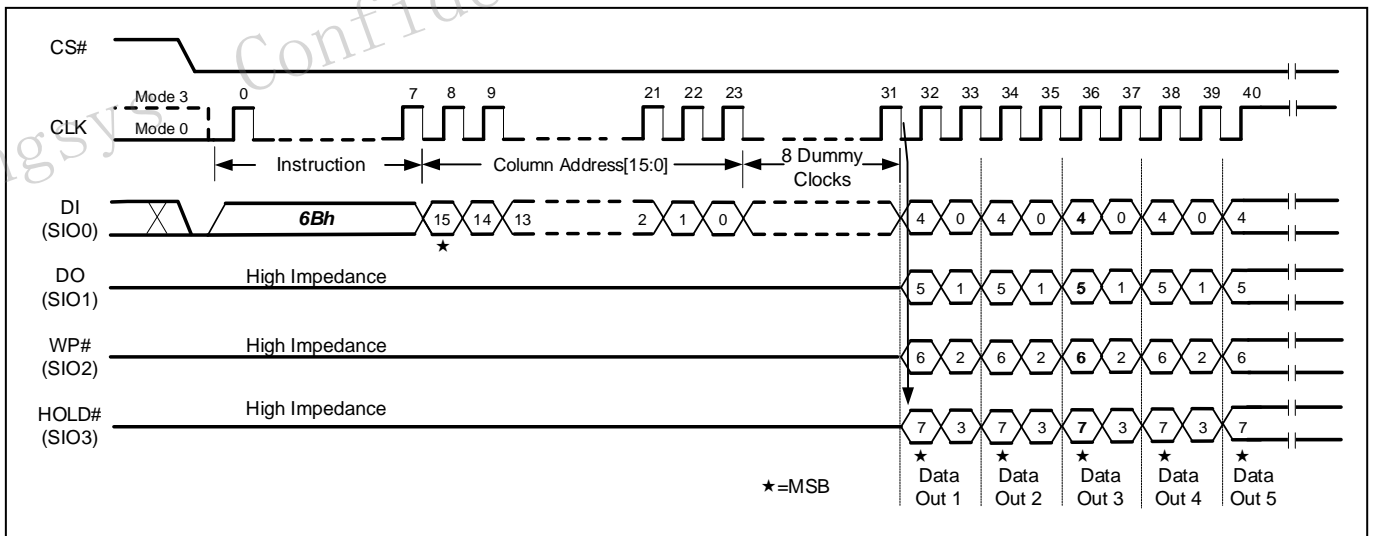 ngsys Confide
CS#
Mode 3
0 7 8 9 21 22 23 31 32 33 34 35 36 37 38 39 40
CLK
Mode 0
Instruction
Column Address[15:0]
8 Dummy
Clocks
DI
(SIO0)
6Bh
15 14 13 2 1 0 4 0 4 0 4 0 4 0 4
★
DO
(SIO1)
High Impedance
5 1 5 1 5 1 5 1 5
WP#
(SIO2)
High Impedance
6 2 6 2 6 2 6 2 6
HOLD#
(SIO3)
High Impedance
7 3 7 3 7 3 7 3 7
★ ★ ★ ★ ★
★=MSB
Data
Out 1
Data
Out 2
Data
Out 3
Data
Out 4
Data
Out 5